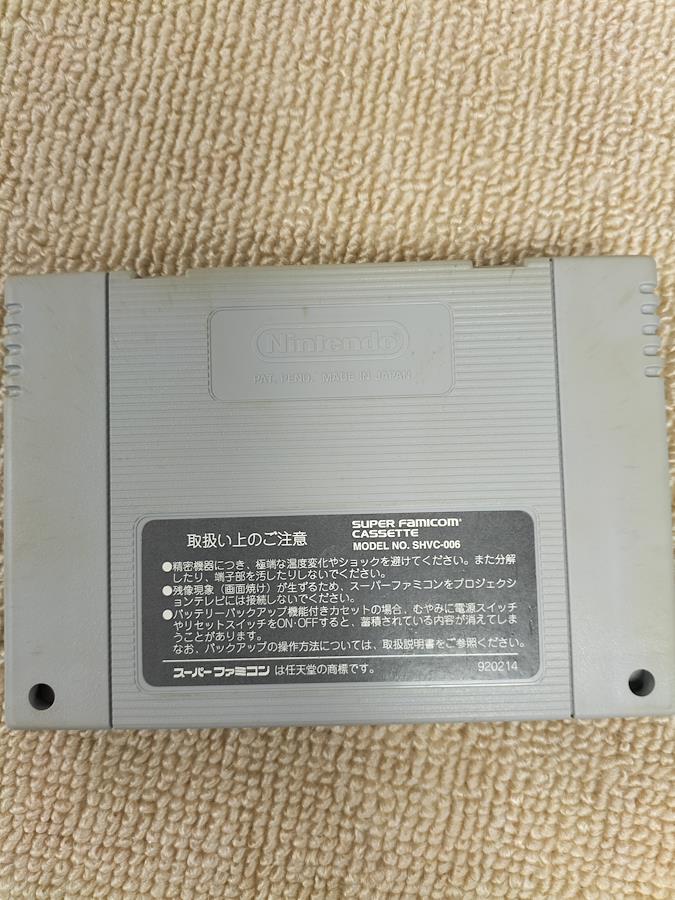 Nintendo
PAT. PEND. MADE IN JAPAN
取扱い上のご注意
SUPER FAMICOM
CASSETTE
MODEL NO. SHVC-006
●精密機器につき、極端な温度変化やショックを避けてください。また分解
したり、端子部を汚したりしないでください。
●残像現象(画面焼け)が生ずるため、スーパーファミコンをプロジェクシ
ョンテレビには接続しないでください。
●バッテリーバックアップ機能付きカセットの場合、むやみに電源スイッチ
やリセットスイッチをON・OFFすると、蓄積されている内容が消えてしま
うことがあります。
なお、バックアップの操作方法については、取扱説明書をご参照ください。
スーパーファミコン は任天堂の商標です。
920214